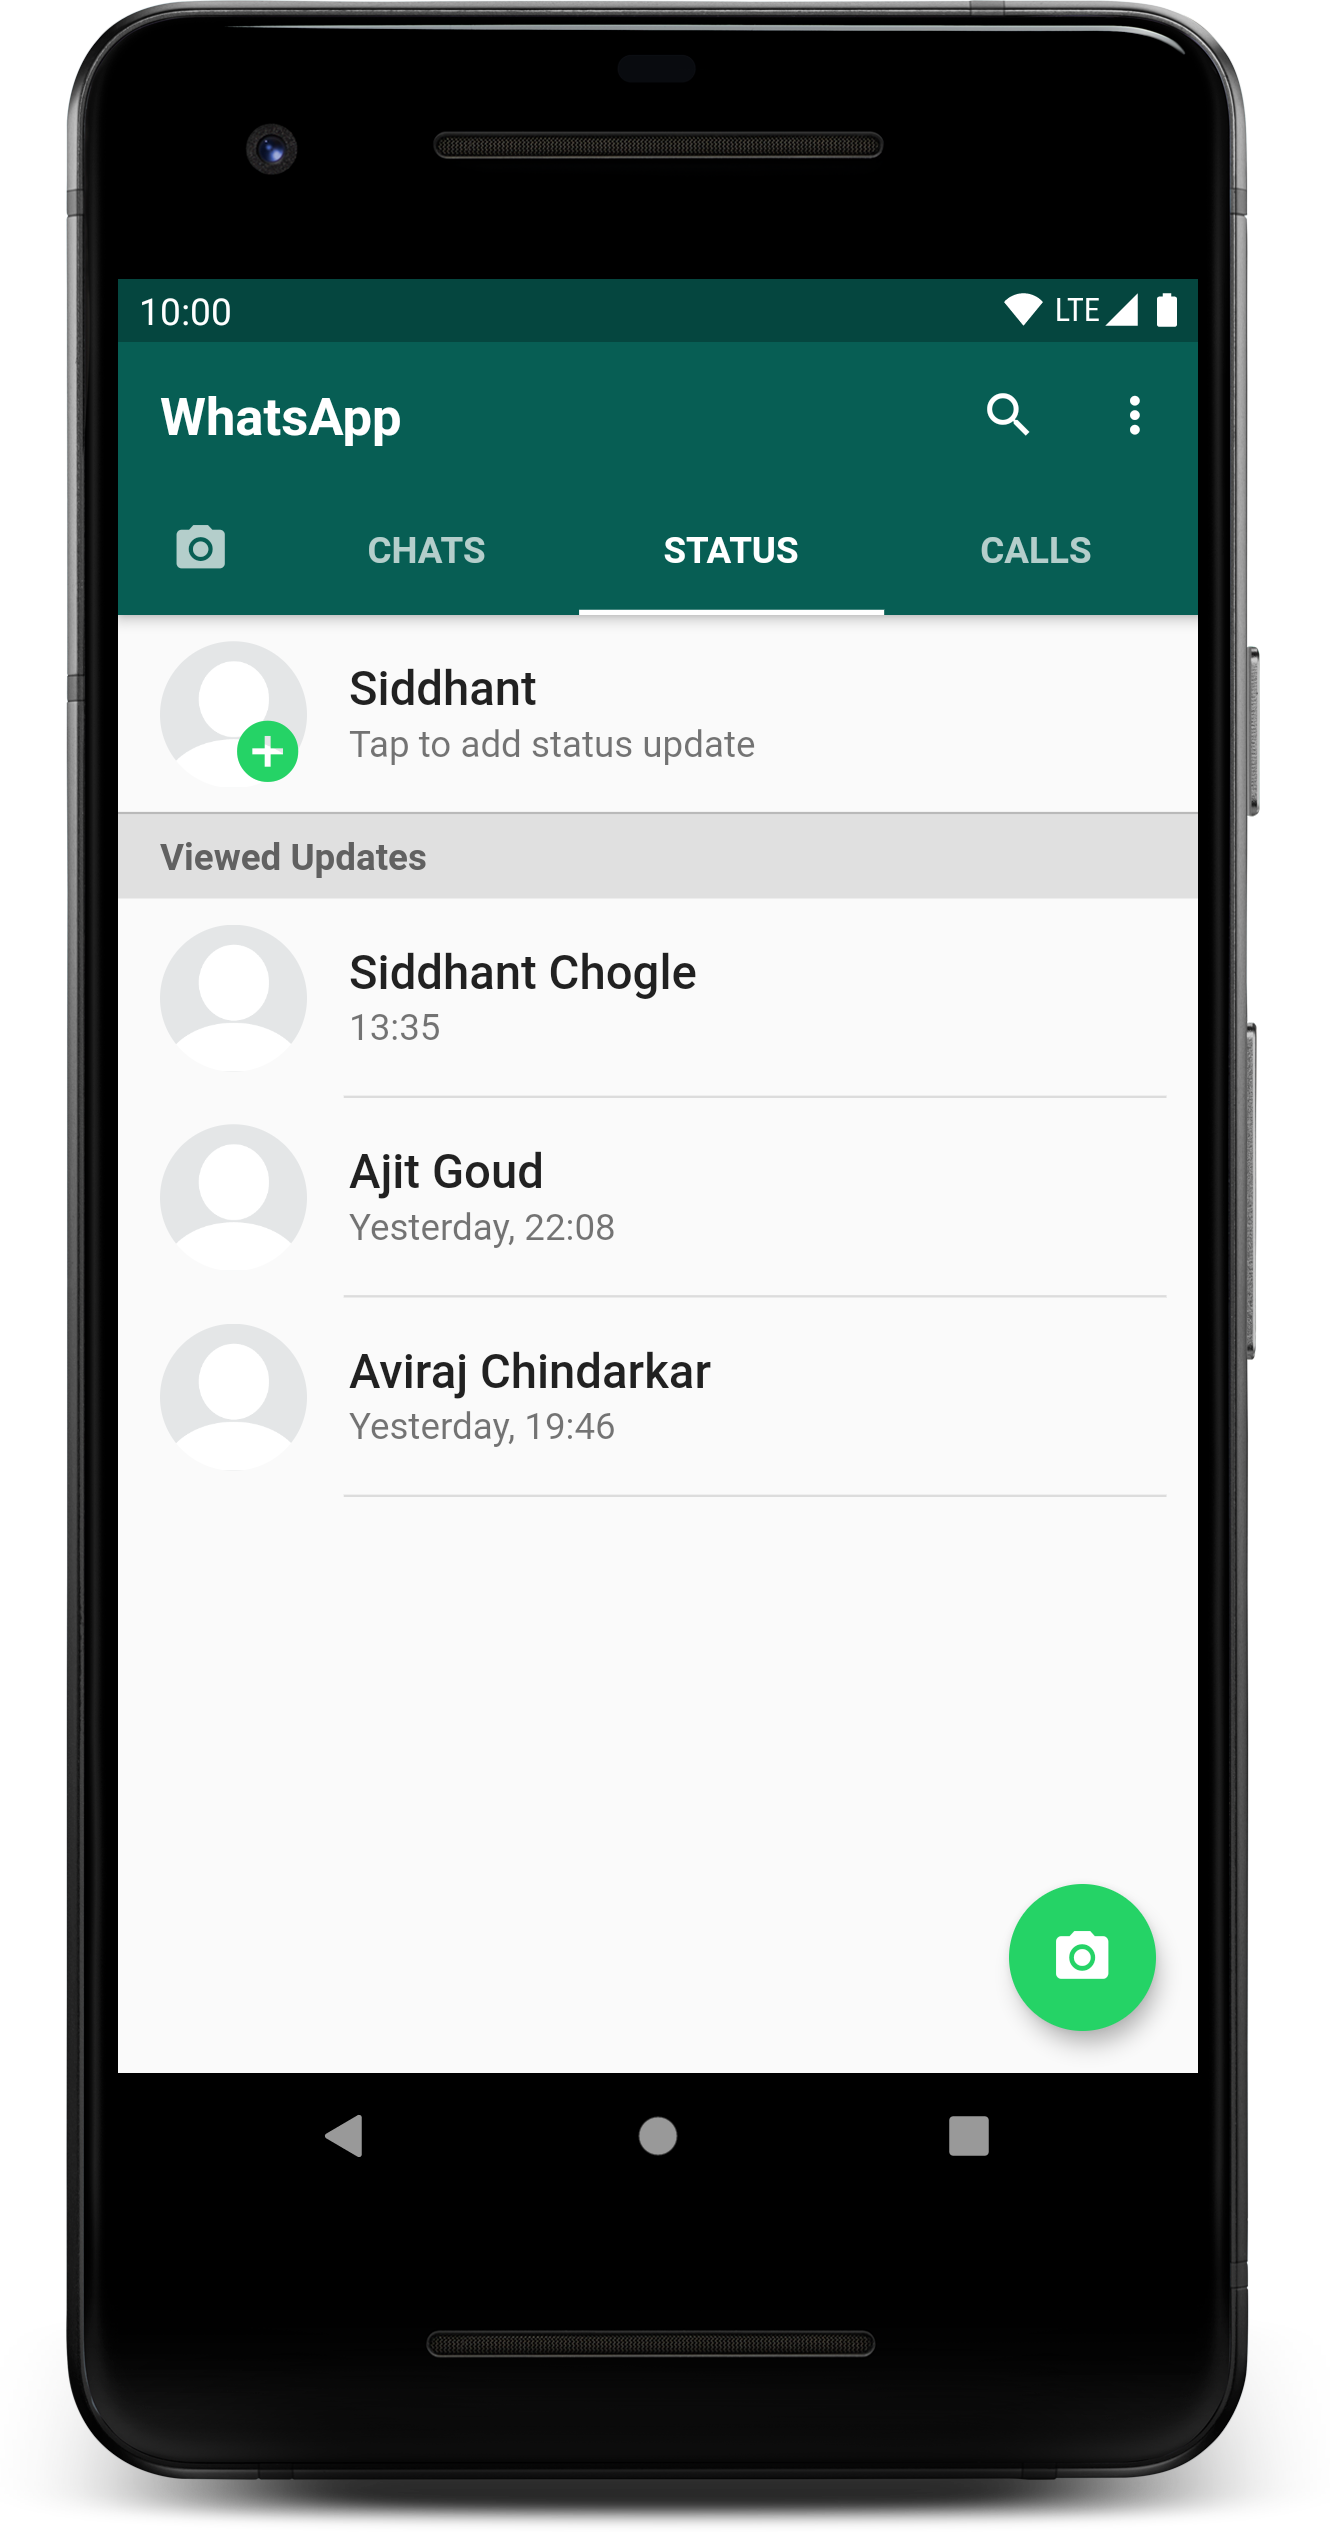 10:00 LTE
WhatsApp
CHATS STATUS CALLS
Siddhant
Tap to add status update
Viewed Updates
Siddhant Chogle
13:35
Ajit Goud
Yesterday, 22:08
Aviraj Chindarkar
Yesterday, 19:46